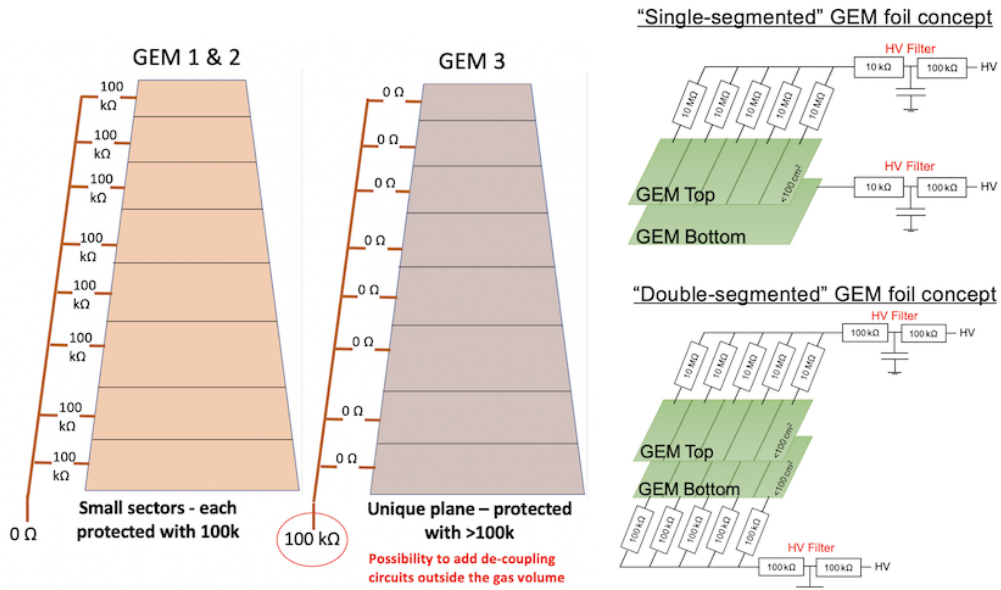 GEM 1 & 2
100
kΩ
100
kΩ
100
kΩ
100
kΩ
100
kΩ
100
kΩ
100
kΩ
100
kΩ
0 Ω
Small sectors - each
protected with 100k
GEM 3
0 Ω
0 Ω
0 Ω
0 Ω
0 Ω
0 Ω
0 Ω
0 Ω
100 kΩ
Unique plane – protected
with >100k
Possibility to add de-coupling
circuits outside the gas volume
“Single-segmented” GEM foil concept
HV Filter
10 kΩ
100 kΩ
HV
10 MΩ
10 MΩ
10 MΩ
10 MΩ
10 MΩ
GEM Top
<100 cm²
GEM Bottom
HV Filter
10 kΩ
100 kΩ
HV
“Double-segmented” GEM foil concept
HV Filter
100 kΩ
100 kΩ
HV
10 MΩ
10 MΩ
10 MΩ
10 MΩ
10 MΩ
GEM Top
<100 cm²
GEM Bottom
<100 cm²
100 kΩ
100 kΩ
100 kΩ
100 kΩ
100 kΩ
HV Filter
100 kΩ
100 kΩ
HV